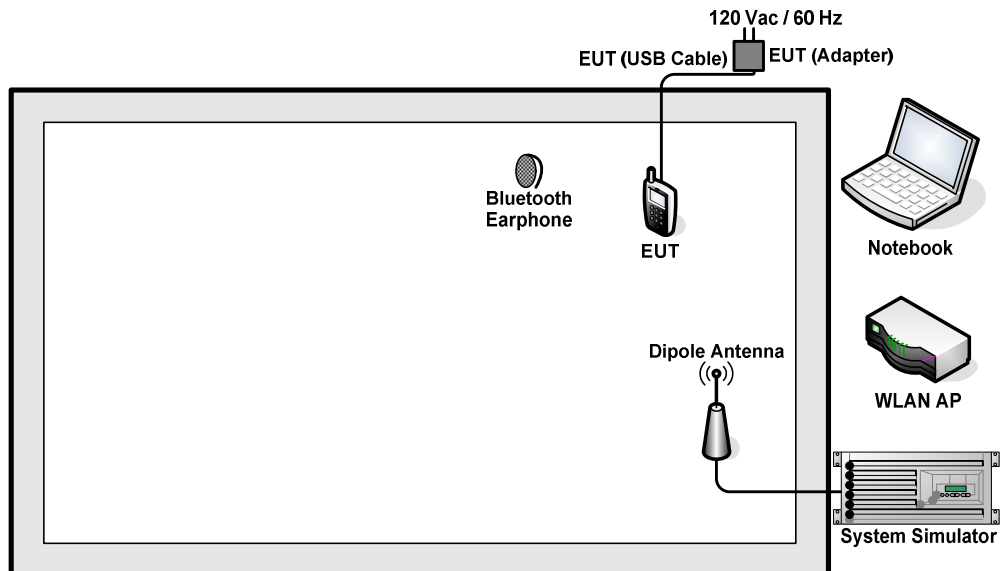 120 Vac / 60 Hz
EUT (USB Cable)
EUT (Adapter)
Bluetooth
Earphone
EUT
Notebook
Dipole Antenna
WLAN AP
System Simulator